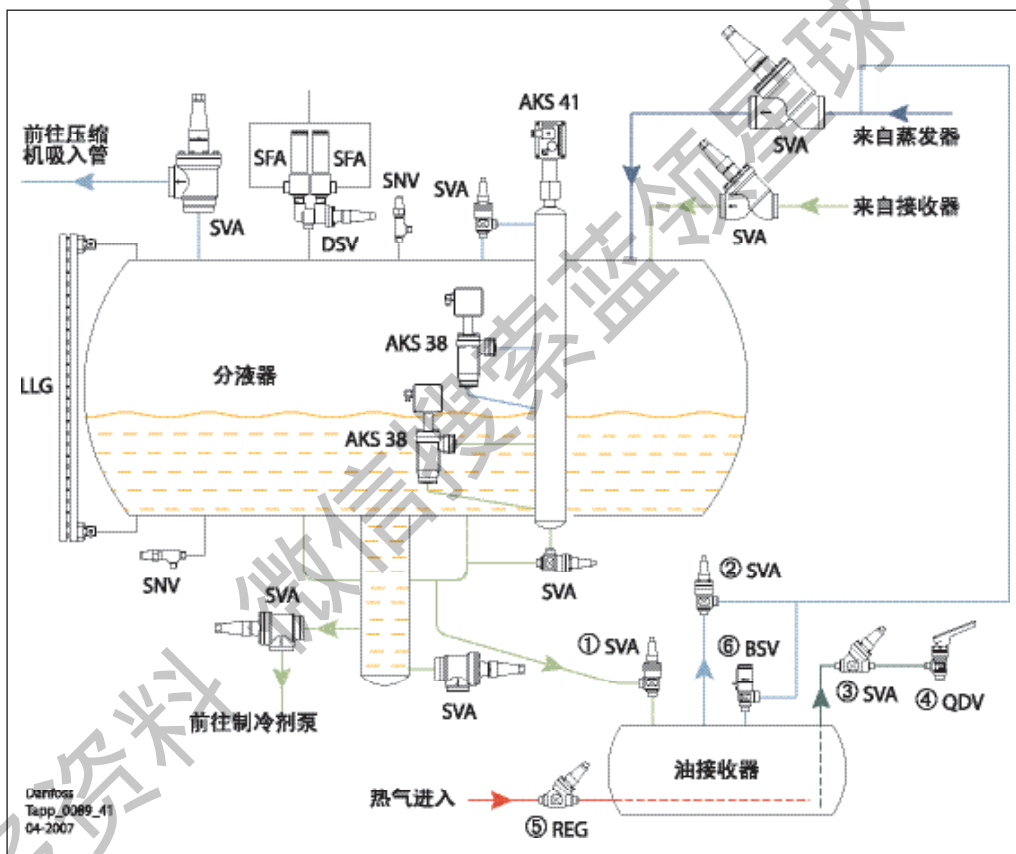 AKS 41
前往压缩
机吸入管
SFA
SFA
SNV
SVA
SVA
来自蒸发器
来自接收器
SVA
SVA
DSV
AKS 38
LLG
分液器
AKS 38
SNV
SVA
SVA
② SVA
① SVA
⑥ BSV
③ SVA
④ QDV
SVA
前往制冷剂泵
油接收器
热气进入
⑤ REG
Danfoss
Tapp_0089_41
04-2007
资料 微信搜索蓝领星球